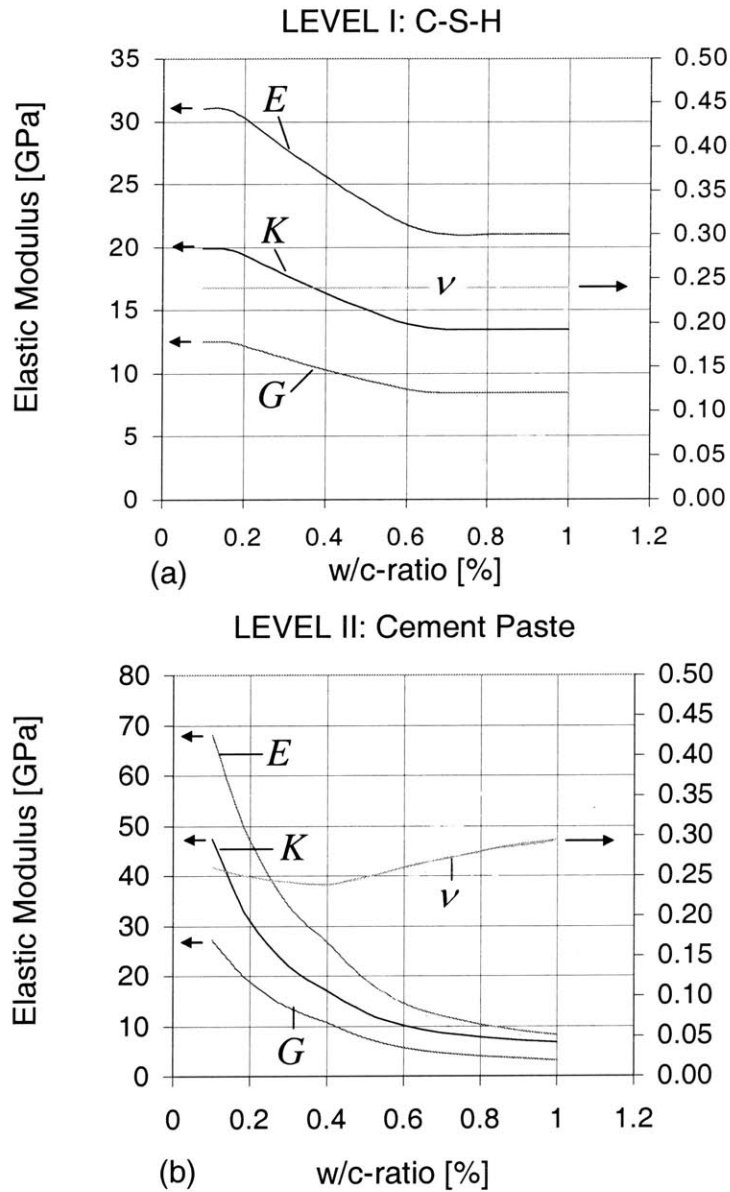 LEVEL I: C-S-H
Elastic Modulus [GPa]
35
30
25
20
15
10
5
0
E
K
ν
G
0.50
0.45
0.40
0.35
0.30
0.25
0.20
0.15
0.10
0.05
0.00
0 0.2 0.4 0.6 0.8 1 1.2
(a) w/c-ratio [%]
LEVEL II: Cement Paste
Elastic Modulus [GPa]
80
70
60
50
40
30
20
10
0
E
K
ν
G
0.50
0.45
0.40
0.35
0.30
0.25
0.20
0.15
0.10
0.05
0.00
0 0.2 0.4 0.6 0.8 1 1.2
(b) w/c-ratio [%]